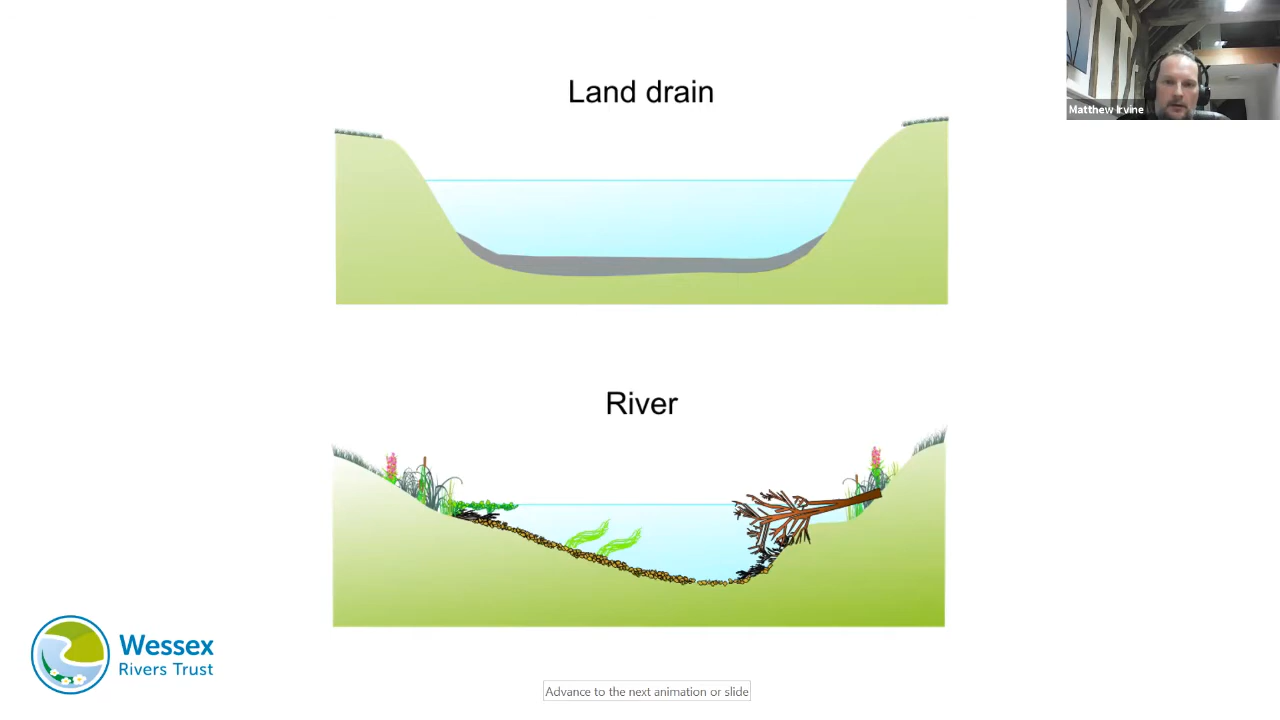 Land drain
Matthew Irvine
River
Wessex
Rivers Trust
Advance to the next animation or slide